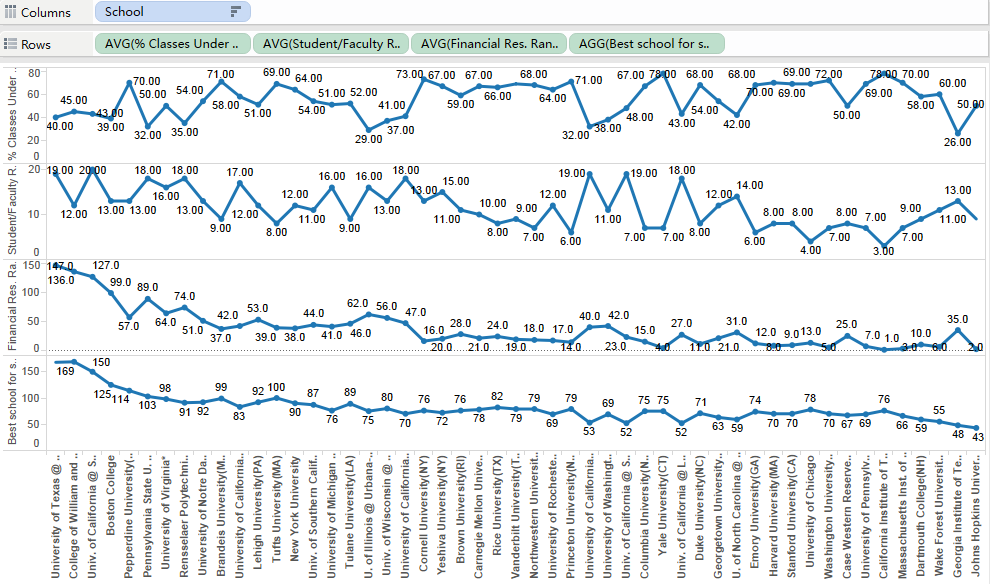 Columns School
Rows AVG(% Classes Under .. AVG(Student/Faculty R.. AVG(Financial Res. Ran.. AGG(Best school for s..
% Classes Under ..
80
60
40
20
0
40.00 45.00 43.00 39.00 70.00 32.00 50.00 35.00 54.00 71.00 58.00 51.00 69.00 64.00 54.00 51.00 52.00 29.00 37.00 41.00 73.00 67.00 59.00 67.00 66.00 68.00 64.00 71.00 32.00 38.00 48.00 67.00 78.00 43.00 68.00 54.00 42.00 68.00 70.00 69.00 69.00 72.00 50.00 69.00 78.00 70.00 58.00 60.00 26.00 50.00
Student/Faculty R..
20
10
0
19.00 12.00 20.00 13.00 13.00 18.00 16.00 18.00 13.00 9.00 17.00 12.00 8.00 12.00 11.00 16.00 9.00 16.00 13.00 18.00 13.00 15.00 11.00 10.00 8.00 9.00 7.00 12.00 6.00 19.00 11.00 19.00 7.00 7.00 18.00 8.00 12.00 14.00 6.00 8.00 8.00 4.00 7.00 8.00 7.00 3.00 7.00 9.00 11.00 13.00
Financial Res. Ra..
150
100
50
0
147.0 136.0 127.0 99.0 57.0 89.0 64.0 74.0 51.0 37.0 42.0 53.0 39.0 38.0 44.0 41.0 46.0 62.0 56.0 47.0 16.0 20.0 28.0 21.0 24.0 19.0 18.0 17.0 14.0 40.0 42.0 23.0 15.0 4.0 27.0 11.0 21.0 31.0 12.0 8.0 9.0 13.0 5.0 25.0 7.0 1.0 3.0 10.0 6.0 35.0 2.0
Best school for s..
150
100
50
0
169 150 125 114 103 98 91 92 99 83 92 100 90 87 76 89 75 80 70 76 72 76 78 82 79 79 69 79 53 69 52 75 75 52 71 63 59 74 70 70 78 70 67 69 76 66 59 55 48 43
University of Texas @ ..
College of William and ..
Univ. of California @ S..
Boston College
Pepperdine University(..
Pennsylvania State U. ..
University of Virginia*
Rensselaer Polytechni..
University of Notre Da..
Brandeis University(M..
University of California..
Lehigh University(PA)
Tufts University(MA)
New York University
Univ. of Southern Calif..
University of Michigan ..
Tulane University(LA)
U. of Illinois @ Urbana-..
Univ. of Wisconsin @ ..
University of California..
Cornell University(NY)
Yeshiva University(NY)
Brown University(RI)
Carnegie Mellon Unive..
Rice University(TX)
Vanderbilt University(T..
Northwestern Universit..
University of Rocheste..
Princeton University(N..
University of California..
University of Washingt..
Univ. of California @ S..
Columbia University(N..
Yale University(CT)
Univ. of California @ L..
Duke University(NC)
Georgetown University..
U. of North Carolina @ ..
Emory University(GA)
Harvard University(MA)
Stanford University(CA)
University of Chicago
Washington University..
Case Western Reserve..
University of Pennsylv..
California Institute of T..
Massachusetts Inst. of ..
Dartmouth College(NH)
Wake Forest Universit..
Georgia Institute of Te..
Johns Hopkins Univer..